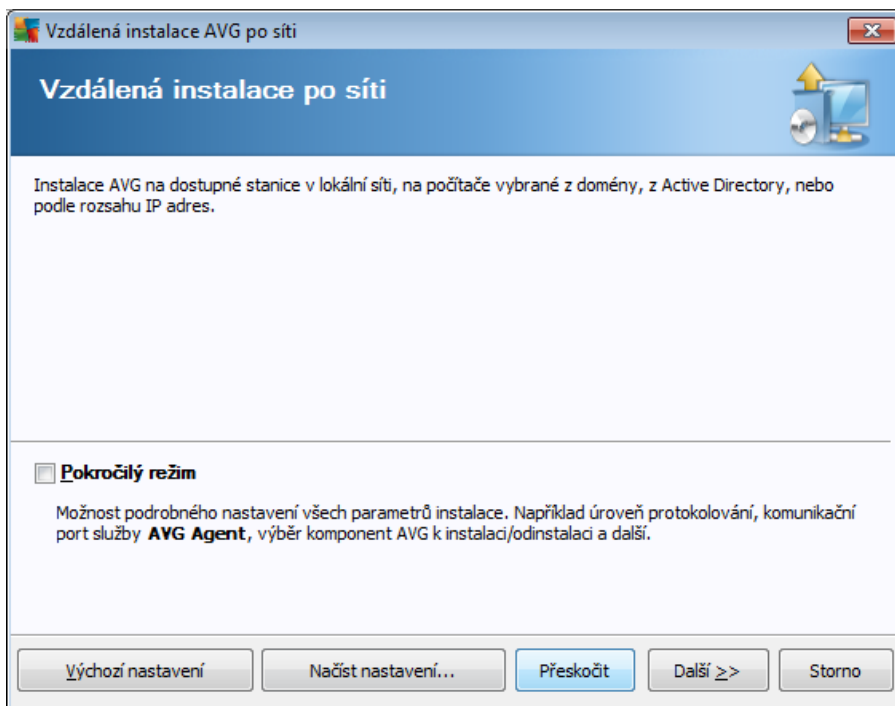 Vzdálená instalace AVG po síti
Vzdálená instalace po síti
Instalace AVG na dostupné stanice v lokální síti, na počítače vybrané z domény, z Active Directory, nebo
podle rozsahu IP adres.
Pokročilý režim
Možnost podrobného nastavení všech parametrů instalace. Například úroveň protokolování, komunikační
port služby AVG Agent, výběr komponent AVG k instalaci/odinstalaci a další.
Výchozí nastavení Načíst nastavení... Přeskočit Další >> Storno